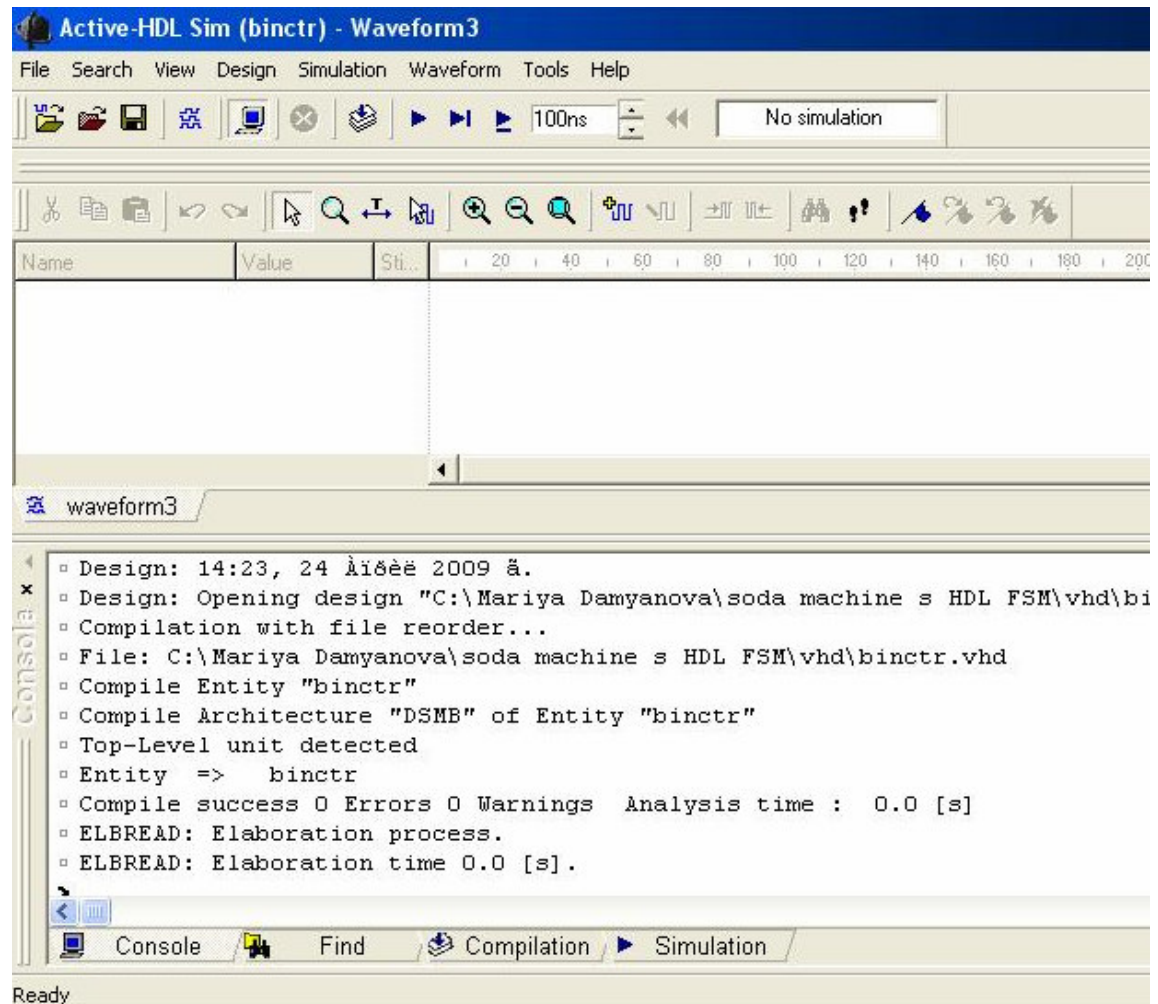 Active-HDL Sim (binctr) - Waveform3
File Search View Design Simulation Waveform Tools Help
100ns No simulation
Name Value Sti... 20 40 60 80 100 120 140 160 180 200
waveform3
Design: 14:23, 24 Àïðèë 2009 ã.
Design: Opening design "C:\Mariya Damyanova\soda machine s HDL FSM\vhd\bi
Compilation with file reorder...
File: C:\Mariya Damyanova\soda machine s HDL FSM\vhd\binctr.vhd
Compile Entity "binctr"
Compile Architecture "DSMB" of Entity "binctr"
Top-Level unit detected
Entity => binctr
Compile success 0 Errors 0 Warnings Analysis time : 0.0 [s]
ELBREAD: Elaboration process.
ELBREAD: Elaboration time 0.0 [s].
Console
Console Find Compilation Simulation
Ready